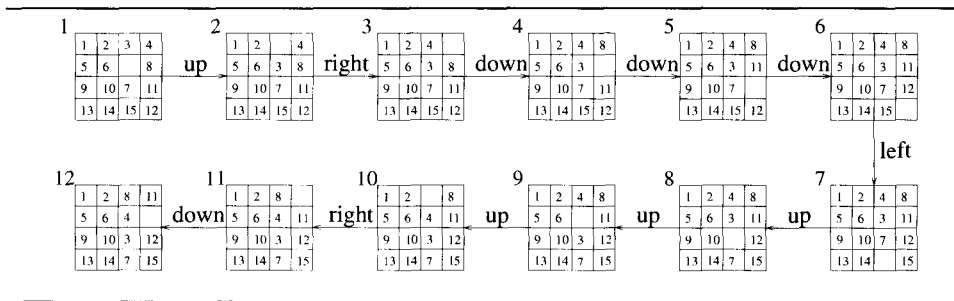 1 2 3 4 5 6
1 2 3 4 1 2 4 1 2 4 1 2 4 8 1 2 4 8 1 2 4 8
5 6 8 5 6 3 8 5 6 3 8 5 6 3 5 6 3 11 5 6 3 11
up right down down down
9 10 7 11 9 10 7 11 9 10 7 11 9 10 7 11 9 10 7 9 10 7 12
13 14 15 12 13 14 15 12 13 14 15 12 13 14 15 12 13 14 15 12 13 14 15
left
12 11 10 9 8 7
1 2 8 11 1 2 8 1 2 8 1 2 4 8 1 2 4 8 1 2 4 8
5 6 4 5 6 4 11 5 6 4 11 5 6 11 5 6 3 11 5 6 3 11
down right up up up
9 10 3 12 9 10 3 12 9 10 3 12 9 10 3 12 9 10 12 9 10 7 12
13 14 7 15 13 14 7 15 13 14 7 15 13 14 7 15 13 14 7 15 13 14 15